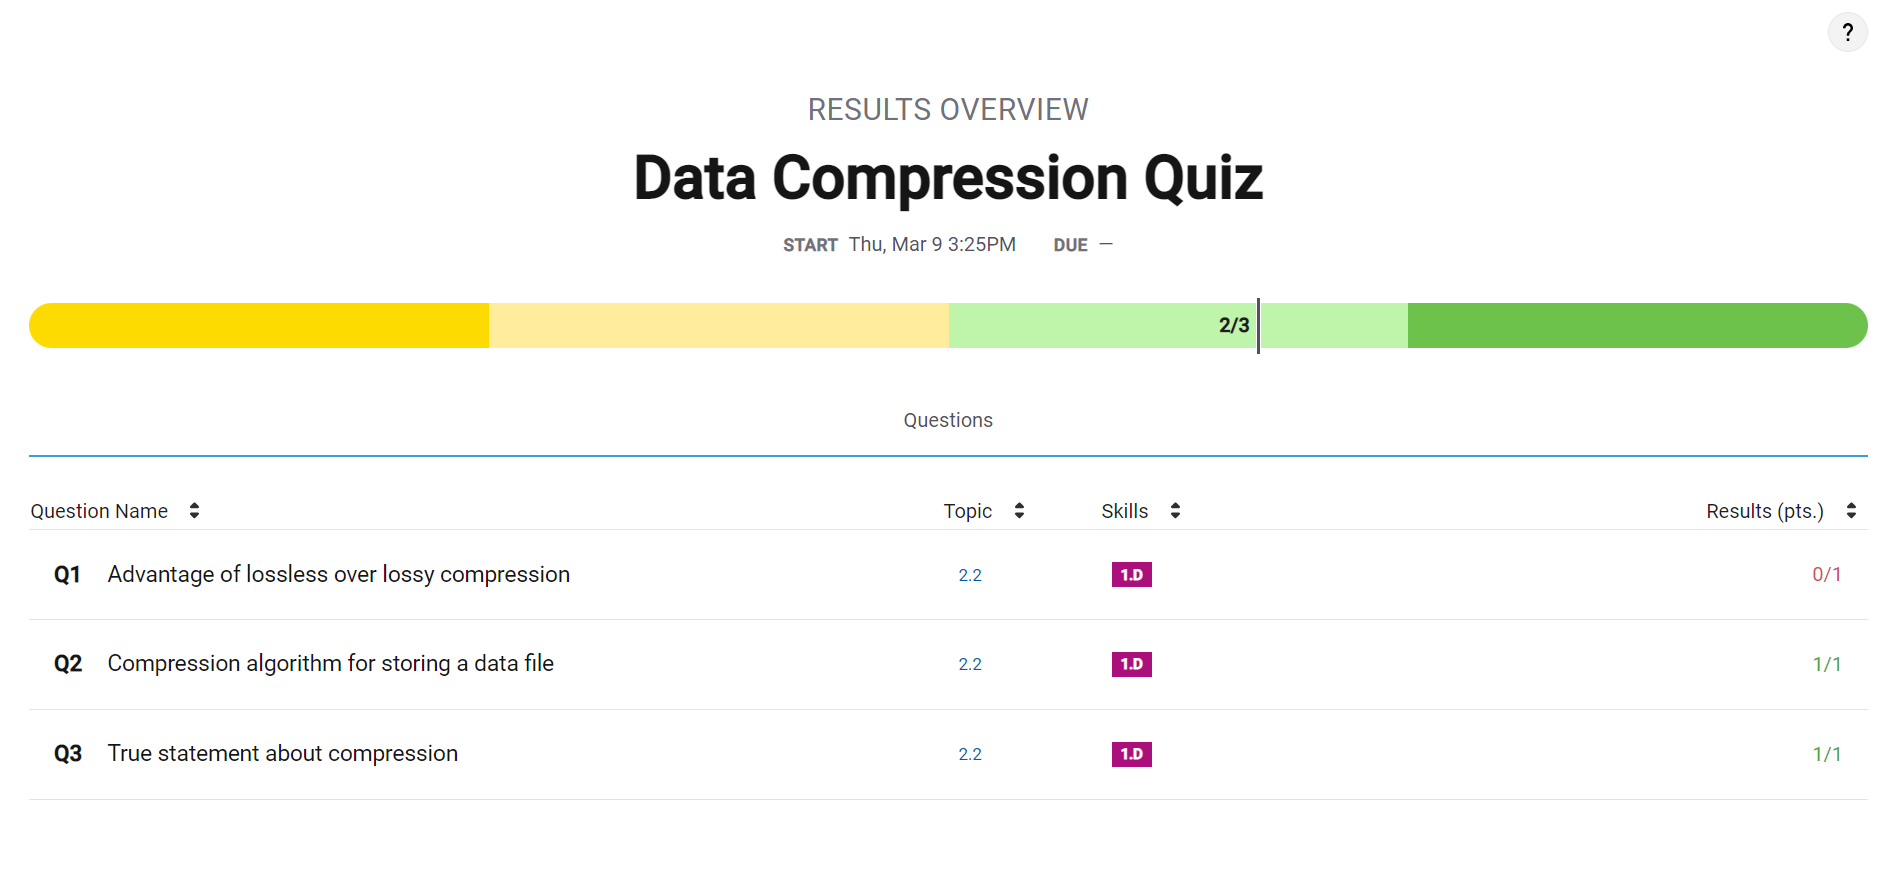 ?
RESULTS OVERVIEW
Data Compression Quiz
START Thu, Mar 9 3:25PM DUE —
2/3
Questions
Question Name Topic Skills Results (pts.)
Q1 Advantage of lossless over lossy compression 2.2 1.D 0/1
Q2 Compression algorithm for storing a data file 2.2 1.D 1/1
Q3 True statement about compression 2.2 1.D 1/1